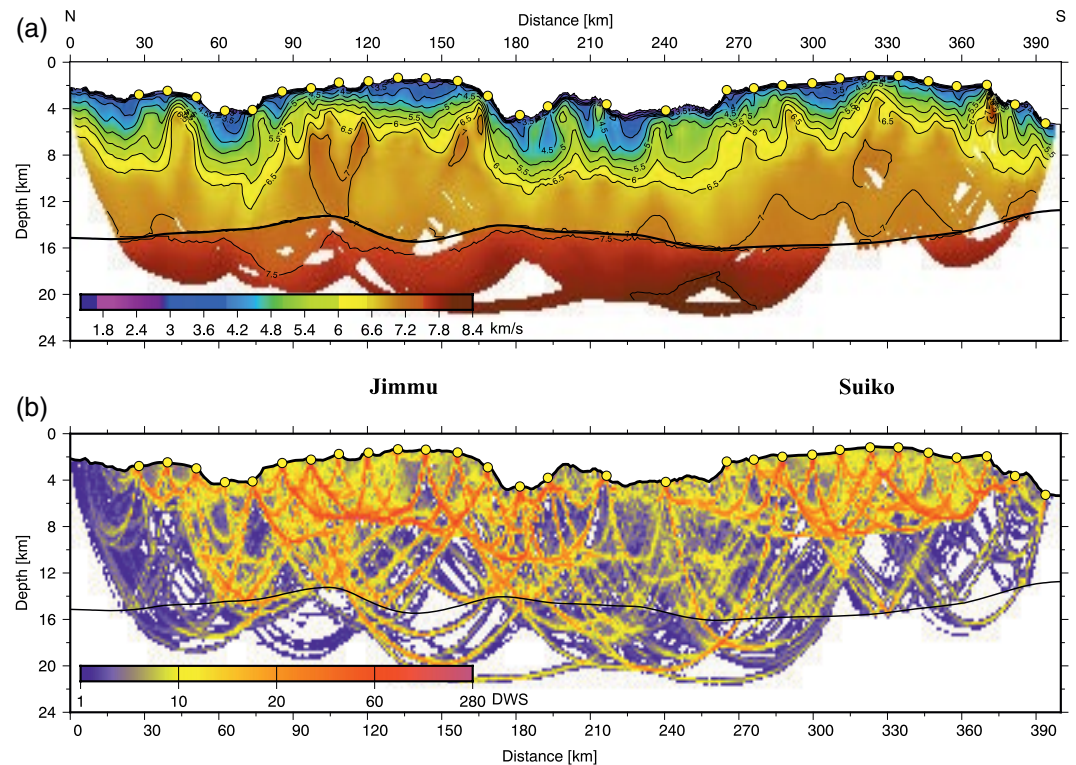 N
S
(a)
Distance [km]
0 30 60 90 120 150 180 210 240 270 300 330 360 390
Depth [km]
0
4
8
12
16
20
24
1.8 2.4 3 3.6 4.2 4.8 5.4 6 6.6 7.2 7.8 8.4 km/s
Jimmu
Suiko
(b)
Depth [km]
0
4
8
12
16
20
24
1 10 20 60 280 DWS
0 30 60 90 120 150 180 210 240 270 300 330 360 390
Distance [km]